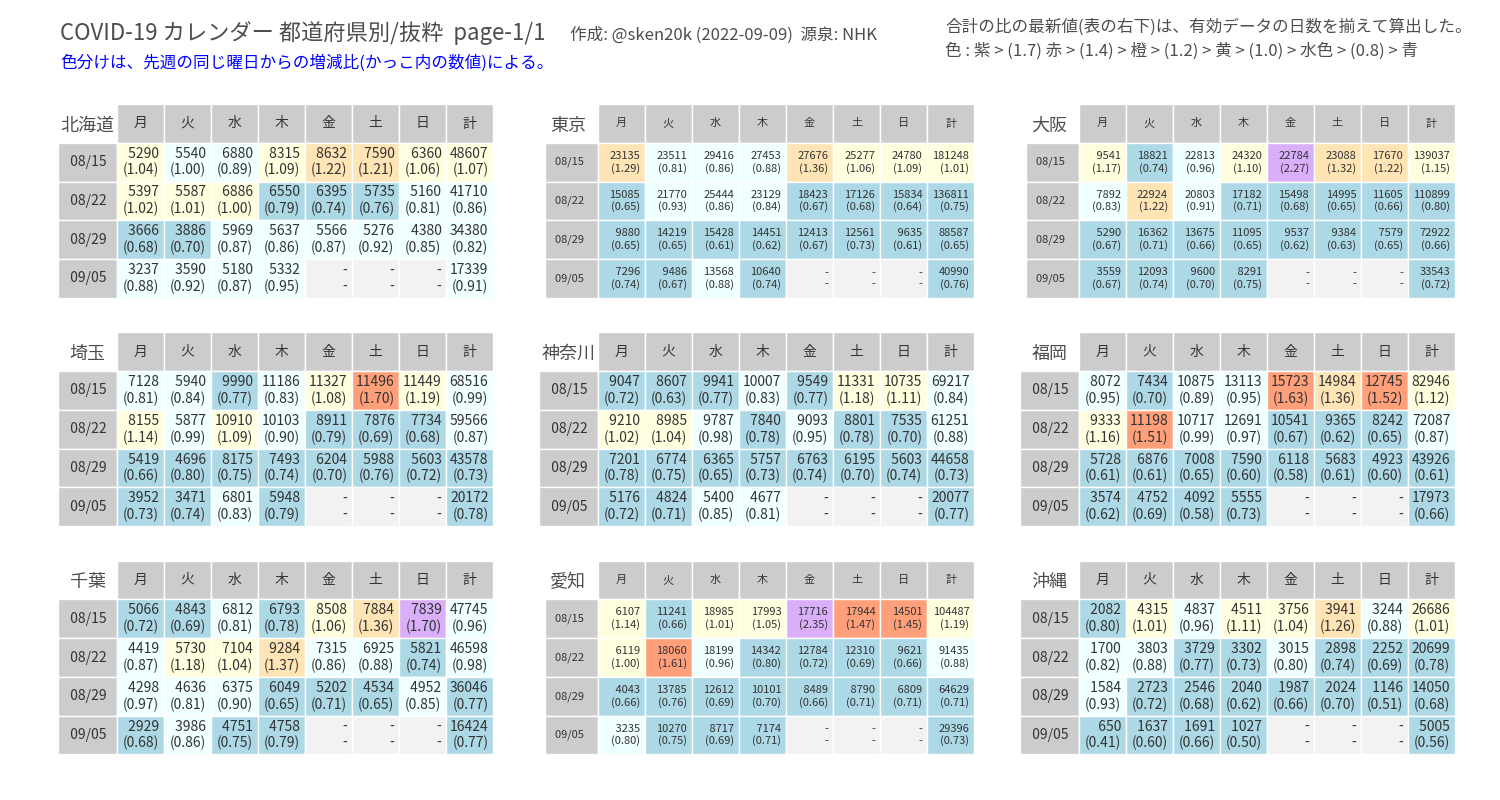 COVID-19 カレンダー 都道府県別/抜粋 page-1/1 作成: @sken20k (2022-09-09) 源泉: NHK
合計の比の最新値(表の右下)は、有効データの日数を揃えて算出した。
色分けは、先週の同じ曜日からの増減比(かっこ内の数値)による。
色 : 紫 > (1.7) 赤 > (1.4) > 橙 > (1.2) > 黄 > (1.0) > 水色 > (0.8) > 青
北海道 月 火 水 木 金 土 日 計
08/15 5290 5540 6880 8315 8632 7590 6360 48607
(1.04) (1.00) (0.89) (1.09) (1.22) (1.21) (1.06) (1.07)
08/22 5397 5587 6886 6550 6395 5735 5160 41710
(1.02) (1.01) (1.00) (0.79) (0.74) (0.76) (0.81) (0.86)
08/29 3666 3886 5969 5637 5566 5276 4380 34380
(0.68) (0.70) (0.87) (0.86) (0.87) (0.92) (0.85) (0.82)
09/05 3237 3590 5180 5332 - - - 17339
(0.88) (0.92) (0.87) (0.95) - - - (0.91)
東京 月 火 水 木 金 土 日 計
08/15 23135 23511 29416 27453 27676 25277 24780 181248
(1.29) (0.81) (0.86) (0.88) (1.36) (1.06) (1.09) (1.01)
08/22 15085 21770 25444 23129 18423 17126 15834 136811
(0.65) (0.93) (0.86) (0.84) (0.67) (0.68) (0.64) (0.75)
08/29 9880 14219 15428 14451 12413 12561 9635 88587
(0.65) (0.65) (0.61) (0.62) (0.67) (0.73) (0.61) (0.65)
09/05 7296 9486 13568 10640 - - - 40990
(0.74) (0.67) (0.88) (0.74) - - - (0.76)
大阪 月 火 水 木 金 土 日 計
08/15 9541 18821 22813 24320 22784 23088 17670 139037
(1.17) (0.74) (0.96) (1.10) (2.27) (1.32) (1.22) (1.15)
08/22 7892 22924 20803 17182 15498 14995 11605 110899
(0.83) (1.22) (0.91) (0.71) (0.68) (0.65) (0.66) (0.80)
08/29 5290 16362 13675 11095 9537 9384 7579 72922
(0.67) (0.71) (0.66) (0.65) (0.62) (0.63) (0.65) (0.66)
09/05 3559 12093 9600 8291 - - - 33543
(0.67) (0.74) (0.70) (0.75) - - - (0.72)
埼玉 月 火 水 木 金 土 日 計
08/15 7128 5940 9990 11186 11327 11496 11449 68516
(0.81) (0.84) (0.77) (0.83) (1.08) (1.70) (1.19) (0.99)
08/22 8155 5877 10910 10103 8911 7876 7734 59566
(1.14) (0.99) (1.09) (0.90) (0.79) (0.69) (0.68) (0.87)
08/29 5419 4696 8175 7493 6204 5988 5603 43578
(0.66) (0.80) (0.75) (0.74) (0.70) (0.76) (0.72) (0.73)
09/05 3952 3471 6801 5948 - - - 20172
(0.73) (0.74) (0.83) (0.79) - - - (0.78)
神奈川 月 火 水 木 金 土 日 計
08/15 9047 8607 9941 10007 9549 11331 10735 69217
(0.72) (0.63) (0.77) (0.83) (0.77) (1.18) (1.11) (0.84)
08/22 9210 8985 9787 7840 9093 8801 7535 61251
(1.02) (1.04) (0.98) (0.78) (0.95) (0.78) (0.70) (0.88)
08/29 7201 6774 6365 5757 6763 6195 5603 44658
(0.78) (0.75) (0.65) (0.73) (0.74) (0.70) (0.74) (0.73)
09/05 5176 4824 5400 4677 - - - 20077
(0.72) (0.71) (0.85) (0.81) - - - (0.77)
福岡 月 火 水 木 金 土 日 計
08/15 8072 7434 10875 13113 15723 14984 12745 82946
(0.95) (0.70) (0.89) (0.95) (1.63) (1.36) (1.52) (1.12)
08/22 9333 11198 10717 12691 10541 9365 8242 72087
(1.16) (1.51) (0.99) (0.97) (0.67) (0.62) (0.65) (0.87)
08/29 5728 6876 7008 7590 6118 5683 4923 43926
(0.61) (0.61) (0.65) (0.60) (0.58) (0.61) (0.60) (0.61)
09/05 3574 4752 4092 5555 - - - 17973
(0.62) (0.69) (0.58) (0.73) - - - (0.66)
千葉 月 火 水 木 金 土 日 計
08/15 5066 4843 6812 6793 8508 7884 7839 47745
(0.72) (0.69) (0.81) (0.78) (1.06) (1.36) (1.70) (0.96)
08/22 4419 5730 7104 9284 7315 6925 5821 46598
(0.87) (1.18) (1.04) (1.37) (0.86) (0.88) (0.74) (0.98)
08/29 4298 4636 6375 6049 5202 4534 4952 36046
(0.97) (0.81) (0.90) (0.65) (0.71) (0.65) (0.85) (0.77)
09/05 2929 3986 4751 4758 - - - 16424
(0.68) (0.86) (0.75) (0.79) - - - (0.77)
愛知 月 火 水 木 金 土 日 計
08/15 6107 11241 18985 17993 17716 17944 14501 104487
(1.14) (0.66) (1.01) (1.05) (2.35) (1.47) (1.45) (1.19)
08/22 6119 18060 18199 14342 12784 12310 9621 91435
(1.00) (1.61) (0.96) (0.80) (0.72) (0.69) (0.66) (0.88)
08/29 4043 13785 12612 10101 8489 8790 6809 64629
(0.66) (0.76) (0.69) (0.70) (0.66) (0.71) (0.71) (0.71)
09/05 3235 10270 8717 7174 - - - 29396
(0.80) (0.75) (0.69) (0.71) - - - (0.73)
沖縄 月 火 水 木 金 土 日 計
08/15 2082 4315 4837 4511 3756 3941 3244 26686
(0.80) (1.01) (0.96) (1.11) (1.04) (1.26) (0.88) (1.01)
08/22 1700 3803 3729 3302 3015 2898 2252 20699
(0.82) (0.88) (0.77) (0.73) (0.80) (0.74) (0.69) (0.78)
08/29 1584 2723 2546 2040 1987 2024 1146 14050
(0.93) (0.72) (0.68) (0.62) (0.66) (0.70) (0.51) (0.68)
09/05 650 1637 1691 1027 - - - 5005
(0.41) (0.60) (0.66) (0.50) - - - (0.56)